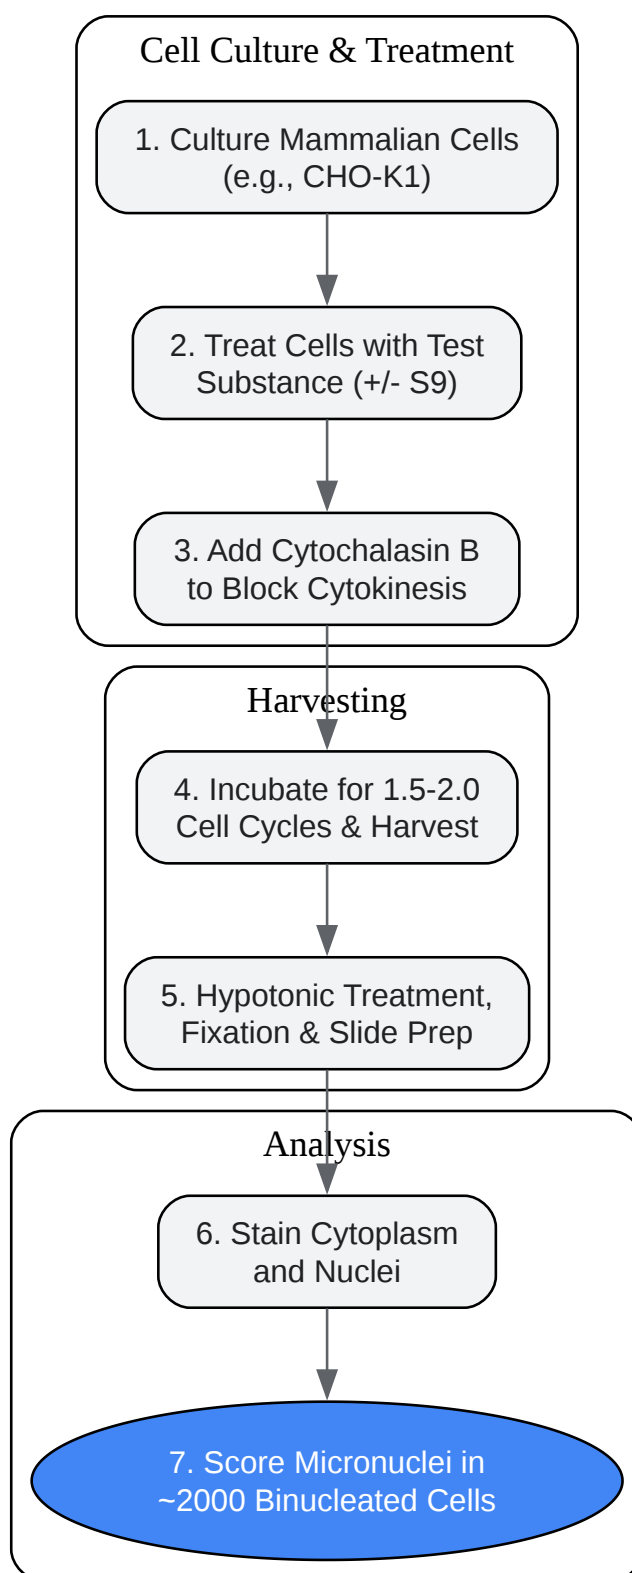 Cell Culture & Treatment
1. Culture Mammalian Cells
(e.g., CHO-K1)
2. Treat Cells with Test
Substance (+/- S9)
3. Add Cytochalasin B
to Block Cytokinesis
Harvesting
4. Incubate for 1.5-2.0
Cell Cycles & Harvest
5. Hypotonic Treatment,
Fixation & Slide Prep
Analysis
6. Stain Cytoplasm
and Nuclei
7. Score Micronuclei in
~2000 Binucleated Cells